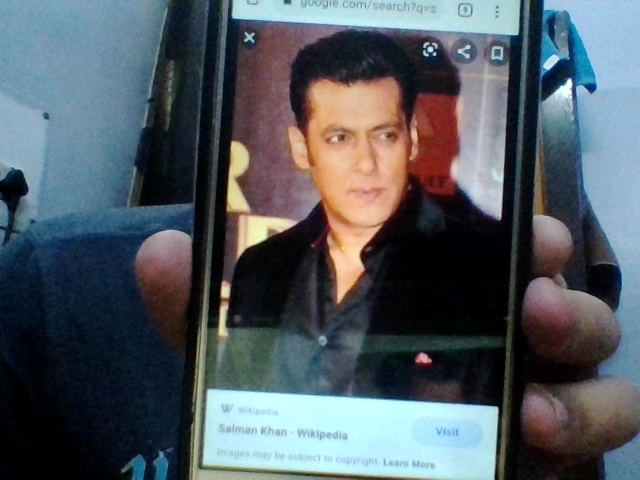 google.com/search?q=s
9
W Wikipedia
Salman Khan - Wikipedia
Visit
Images may be subject to copyright. Learn More